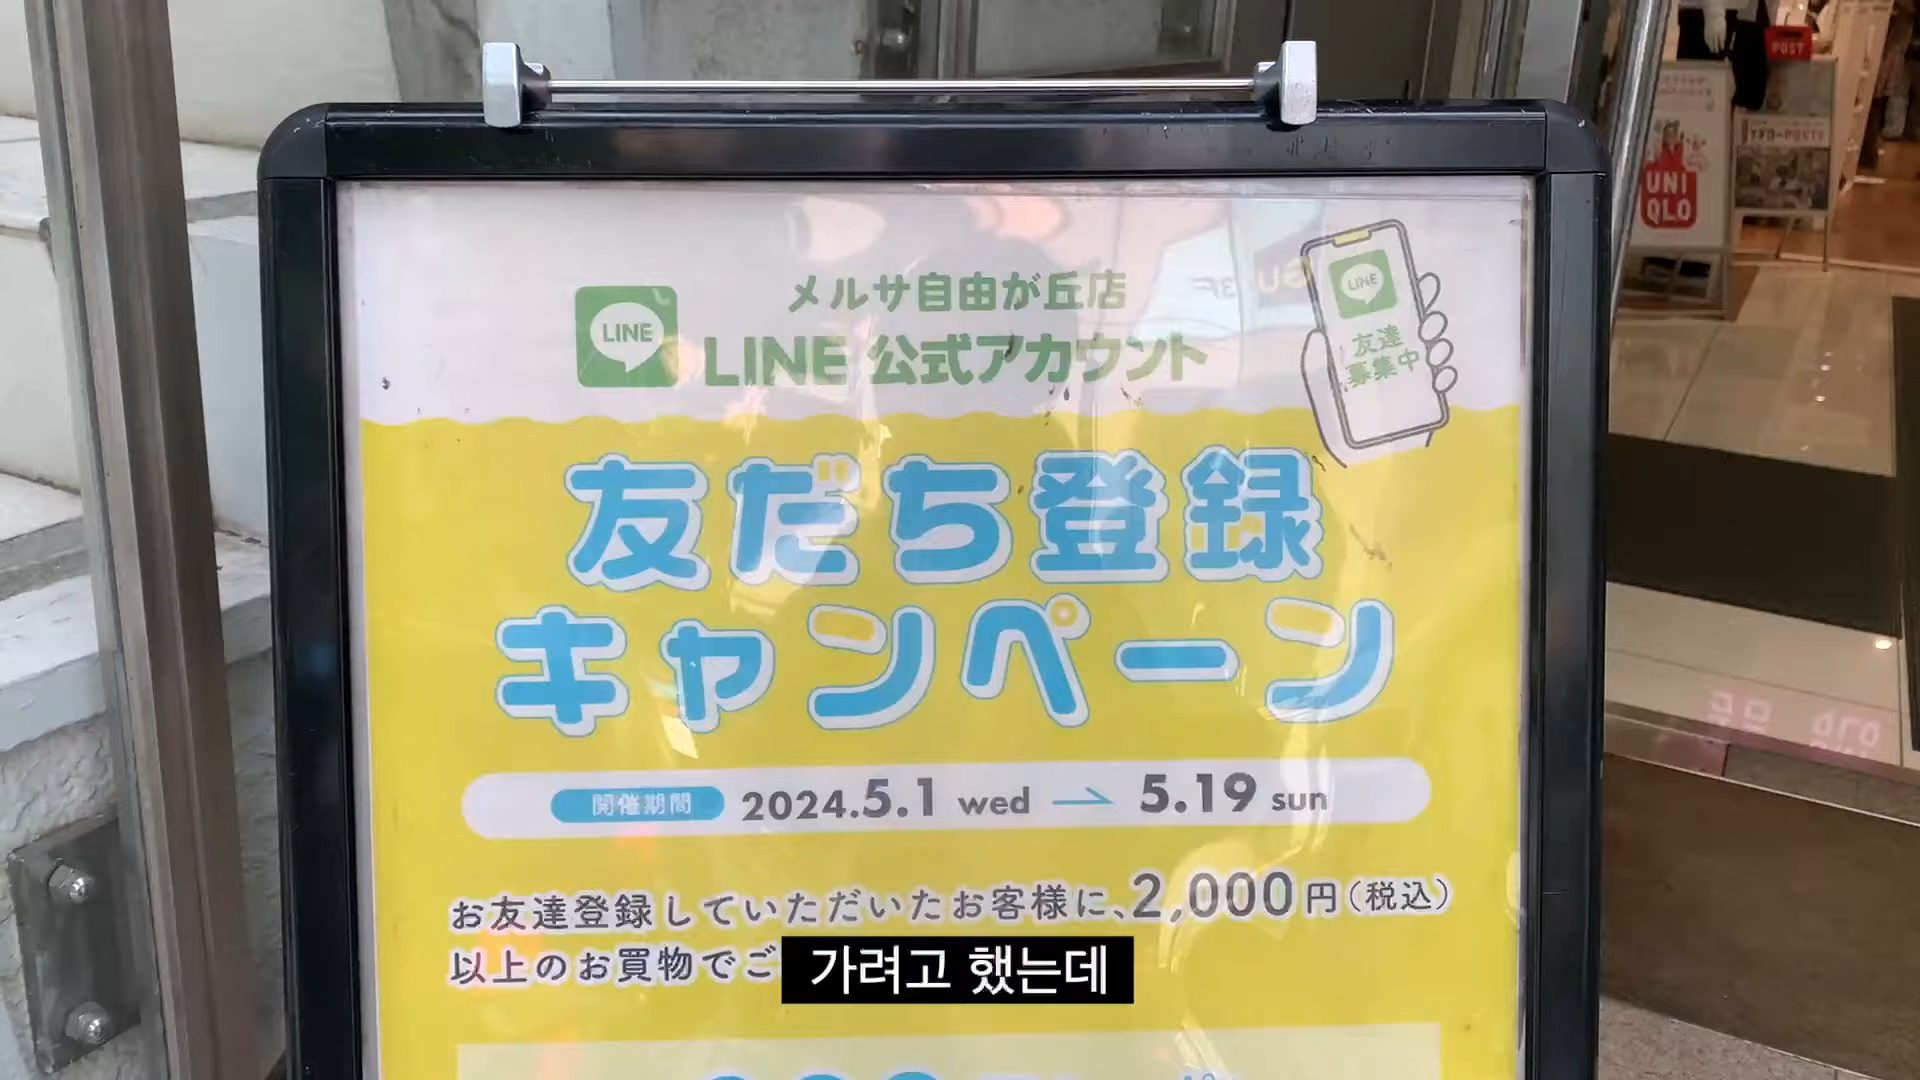 メルサ自由が丘店
LINE
LINE 公式アカウント
LINE
友達
募集中
友だち登録
キャンペーン
開催期間 2024.5.1 wed → 5.19 sun
お友達登録していただいたお客様に、2,000円(税込)
以上のお買物でご
가려고 했는데
POST
UNI
QLO